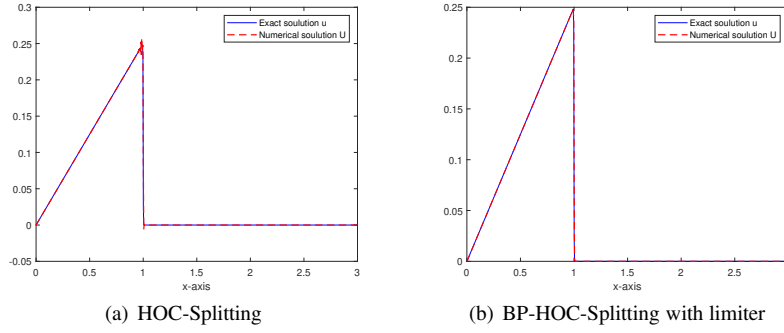 0.3
0.25
0.2
0.15
0.1
0.05
0
-0.05
0 0.5 1 1.5 2 2.5 3
x-axis
Exact soulution u
Numerical soulution U
(a) HOC-Splitting
0.25
0.2
0.15
0.1
0.05
0
0 0.5 1 1.5 2 2.5
x-axis
Exact soulution u
Numerical soulution U
(b) BP-HOC-Splitting with limiter